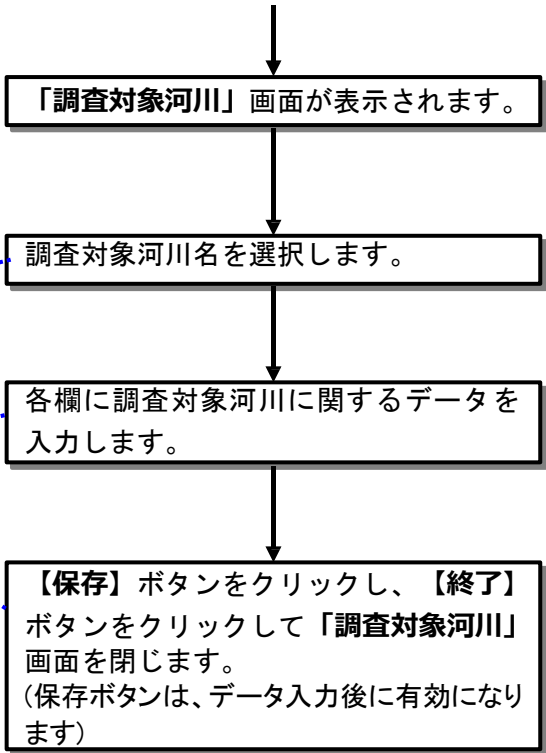 「調査対象河川」画面が表示されます。
調査対象河川名を選択します。
各欄に調査対象河川に関するデータを
入力します。
【保存】ボタンをクリックし、【終了】
ボタンをクリックして「調査対象河川」
画面を閉じます。
(保存ボタンは、データ入力後に有効になり
ます)